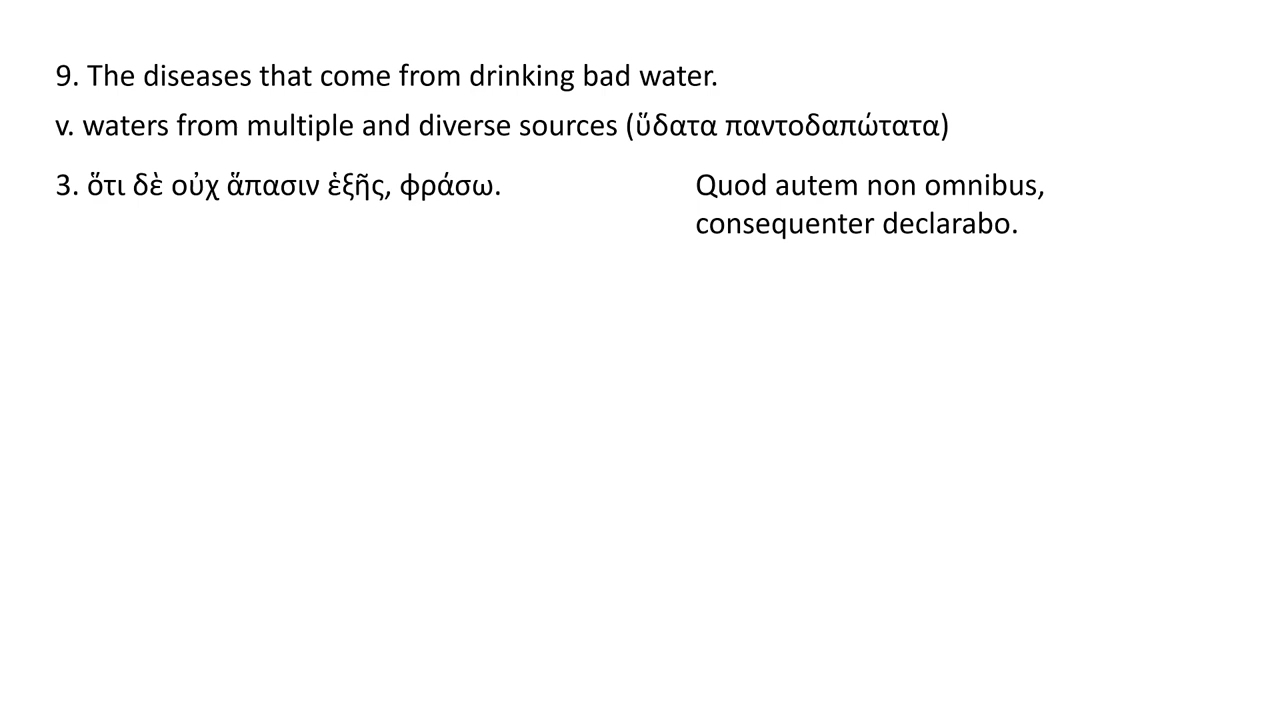 9. The diseases that come from drinking bad water.
v. waters from multiple and diverse sources (ὕδατα παντοδαπώτατα)
3. ὅτι δὲ οὐχ ἅπασιν ἑξῆς, φράσω.
Quod autem non omnibus,
consequenter declarabo.